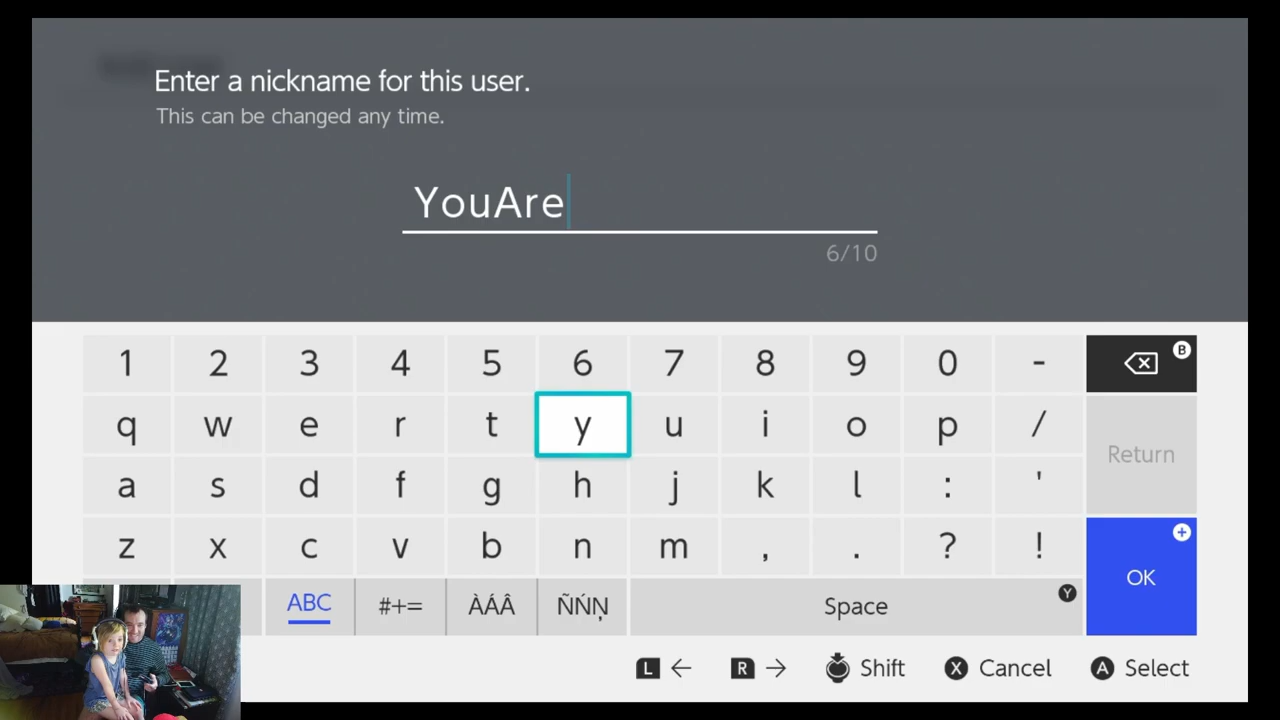 Enter a nickname for this user.
This can be changed any time.
YouAre
6/10
1 2 3 4 5 6 7 8 9 0 - B
q w e r t y u i o p / Return
a s d f g h j k l : '
z x c v b n m , . ? ! + OK
ABC #+= ÀÁÂ ÑŃŅ Space Y
L ← R → Shift X Cancel A Select